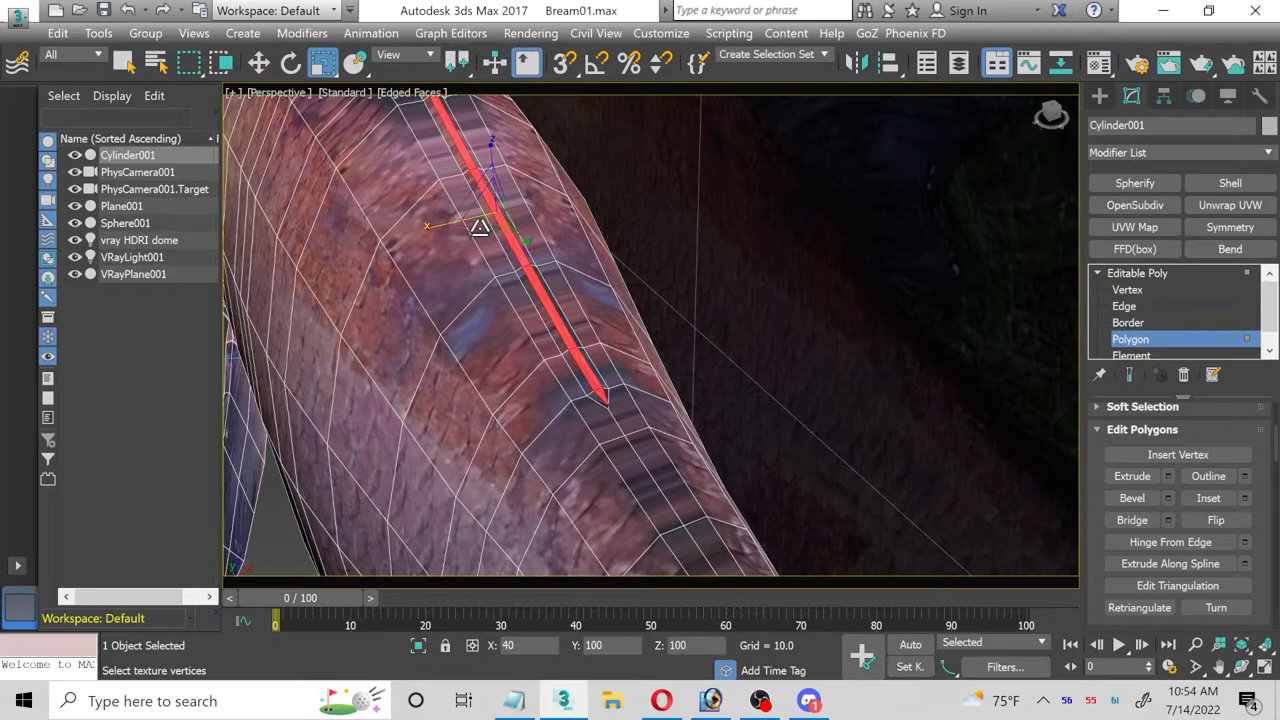 Workspace: Default
Autodesk 3ds Max 2017 Bream01.max
Type a keyword or phrase
Sign In
Edit Tools Group Views Create Modifiers Animation Graph Editors Rendering Civil View Customize Scripting Content Help GoZ Phoenix FD
All
View
Create Selection Set
Select Display Edit
[+] [Perspective] [Standard] [Edged Faces]
Name (Sorted Ascending)
Cylinder001
PhysCamera001
PhysCamera001.Target
Plane001
Sphere001
vray HDRI dome
VRayLight001
VRayPlane001
z
x
Cylinder001
Modifier List
Spherify Shell
OpenSubdiv Unwrap UVW
UVW Map Symmetry
FFD(box) Bend
Editable Poly
Vertex
Edge
Border
Polygon
Element
Soft Selection
Edit Polygons
Insert Vertex
Extrude Outline
Bevel Inset
Bridge Flip
Hinge From Edge
Extrude Along Spline
Edit Triangulation
Retriangulate Turn
0 / 100
Workspace: Default
0 10 20 30 40 50 60 70 80 90 100
1 Object Selected X: 40 Y: 100 Z: 100 Grid = 10.0
Auto Selected
Welcome to MA
Select texture vertices
Add Time Tag
Set K. Filters...
0
Type here to search
75°F
56 55 6
10:54 AM
7/14/2022